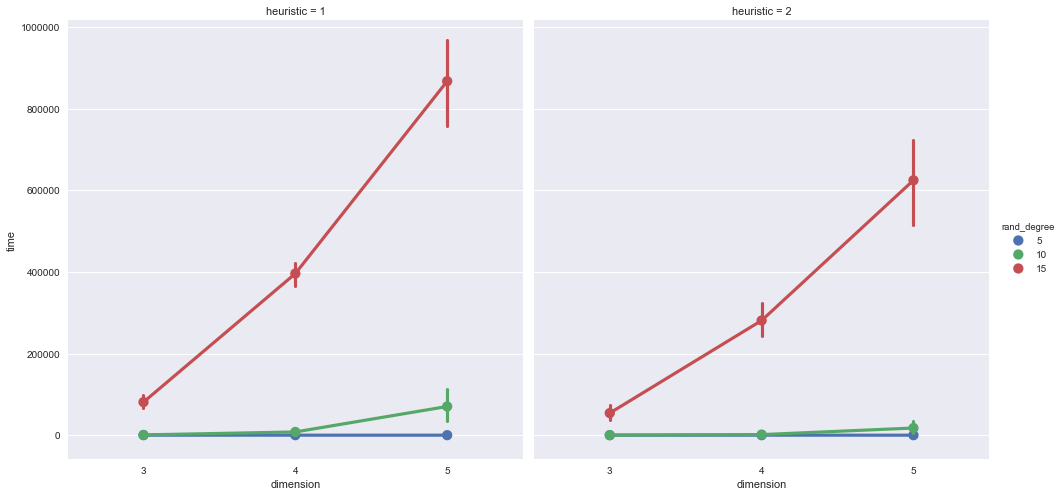 heuristic = 1
heuristic = 2
1000000
800000
600000
400000
200000
0
time
3 4 5
dimension
3 4 5
dimension
rand_degree
5
10
15